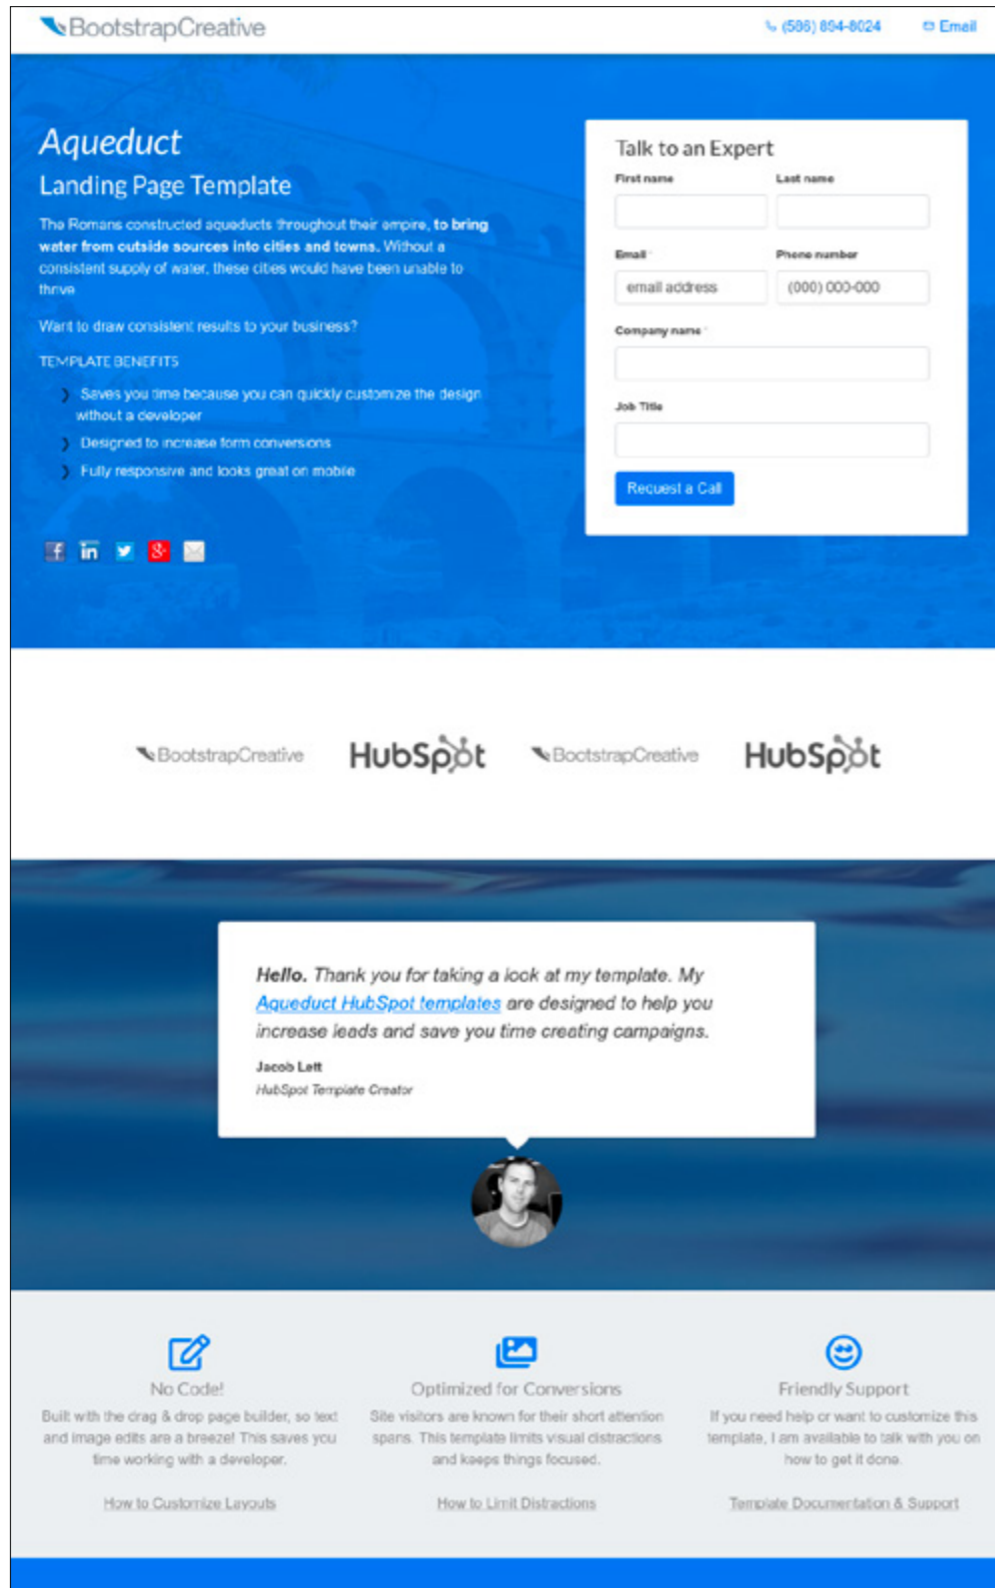 BootstrapCreative
(586) 894-8024
Email
Aqueduct
Landing Page Template
The Romans constructed aqueducts throughout their empire, to bring
water from outside sources into cities and towns. Without a
consistent supply of water, these cities would have been unable to
thrive
Want to draw consistent results to your business?
TEMPLATE BENEFITS
Saves you time because you can quickly customize the design
without a developer
Designed to increase form conversions
Fully responsive and looks great on mobile
Talk to an Expert
First name
Last name
Email *
Phone number
email address
(000) 000-000
Company name *
Job Title
Request a Call
BootstrapCreative
HubSpot
BootstrapCreative
HubSpot
Hello. Thank you for taking a look at my template. My
Aqueduct HubSpot templates are designed to help you
increase leads and save you time creating campaigns.
Jacob Lett
HubSpot Template Creator
No Code!
Built with the drag & drop page builder, so text
and image edits are a breeze! This saves you
time working with a developer.
How to Customize Layouts
Optimized for Conversions
Site visitors are known for their short attention
spans. This template limits visual distractions
and keeps things focused.
How to Limit Distractions
Friendly Support
If you need help or want to customize this
template, I am available to talk with you on
how to get it done.
Template Documentation & Support